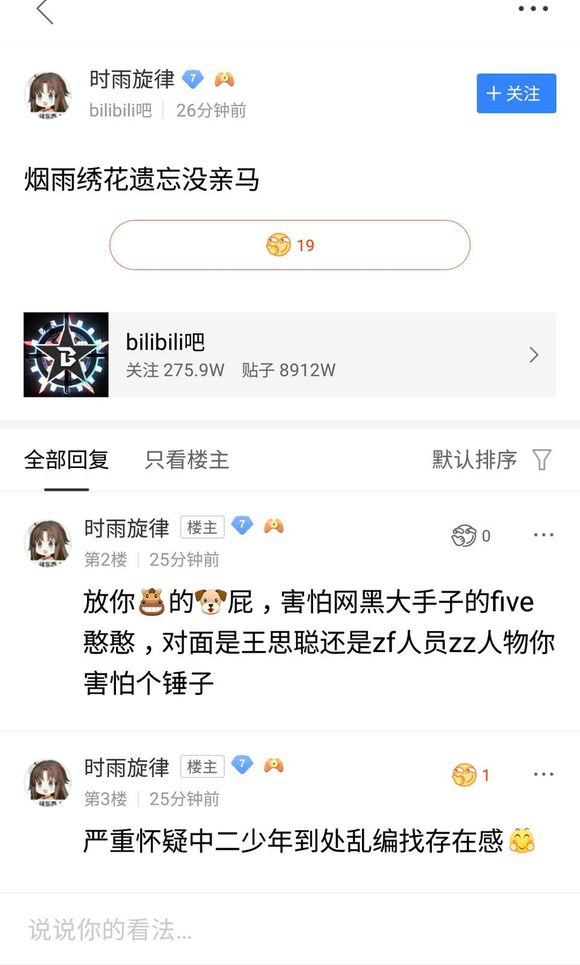 时雨旋律 7
bilibili吧 26分钟前
+ 关注
烟雨绣花遗忘没亲马
19
B
bilibili吧
关注 275.9W 贴子 8912W
全部回复 只看楼主 默认排序
时雨旋律 楼主 7
0
第2楼 25分钟前
放你🐴的🐶屁，害怕网黑大手子的five
憨憨，对面是王思聪还是zf人员zz人物你
害怕个锤子
时雨旋律 楼主 7
1
第3楼 25分钟前
严重怀疑中二少年到处乱编找存在感🤗
说说你的看法...